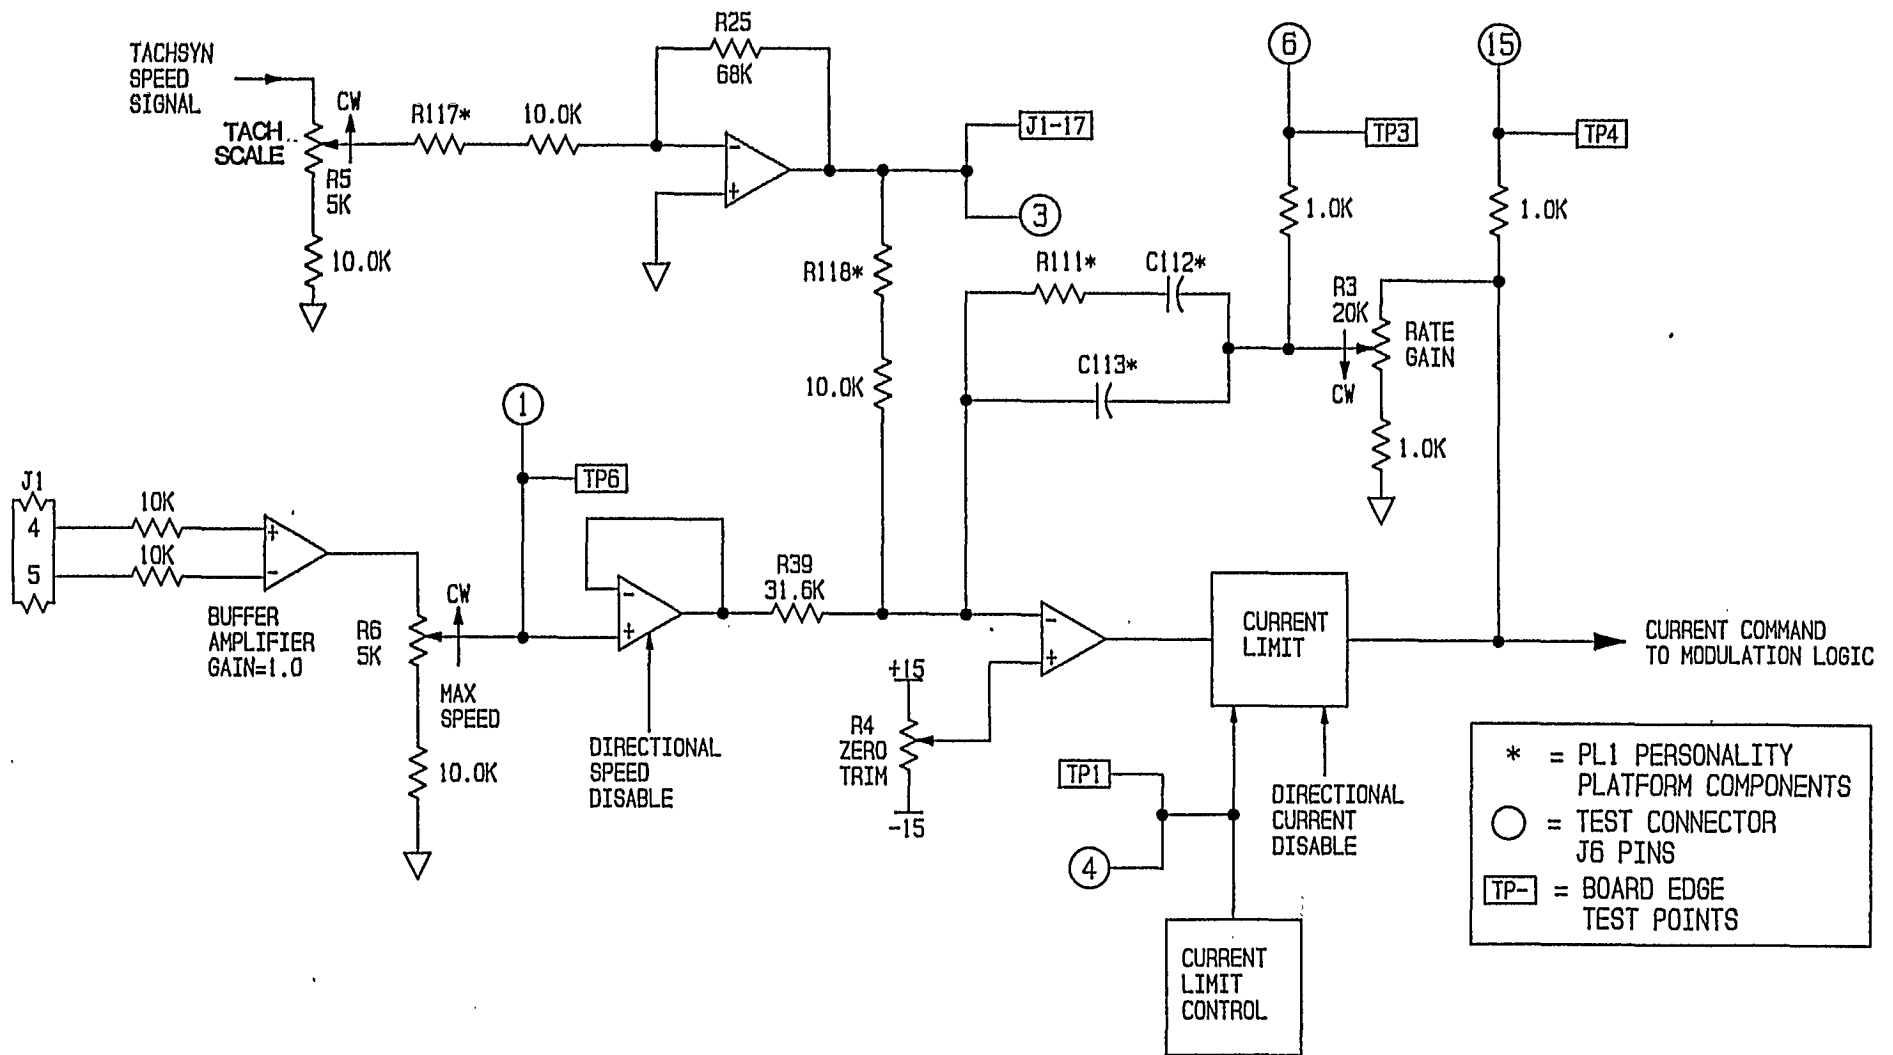 TACHSYN
SPEED
SIGNAL
CW
TACH
SCALE
R5
5K
10.0K
R117*
10.0K
R25
68K
-
+
J1-17
3
R118*
10.0K
6
TP3
1.0K
15
TP4
1.0K
R111*
C112*
C113*
R3
20K
CW
RATE
GAIN
1.0K
1
TP6
J1
4
5
10K
10K
+
-
BUFFER
AMPLIFIER
GAIN=1.0
R6
5K
CW
MAX
SPEED
10.0K
-
+
DIRECTIONAL
SPEED
DISABLE
R39
31.6K
-
+
+15
R4
ZERO
TRIM
-15
CURRENT
LIMIT
CURRENT COMMAND
TO MODULATION LOGIC
TP1
4
DIRECTIONAL
CURRENT
DISABLE
CURRENT
LIMIT
CONTROL
* = PL1 PERSONALITY
PLATFORM COMPONENTS
= TEST CONNECTOR
J6 PINS
TP- = BOARD EDGE
TEST POINTS